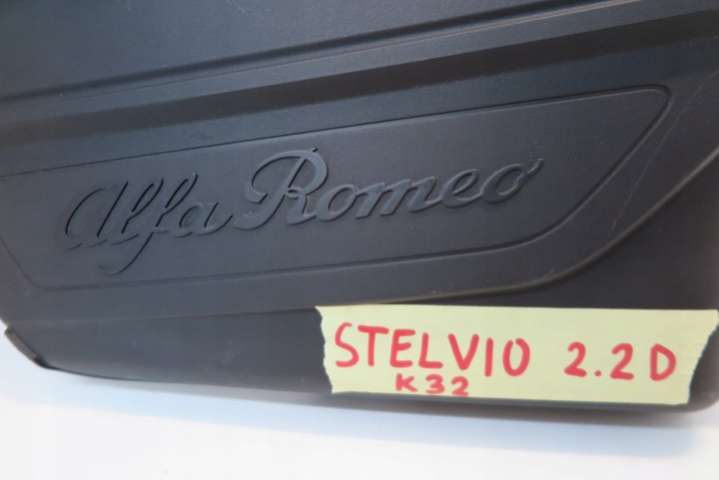 Alfa Romeo
STELVIO 2.2D
K32